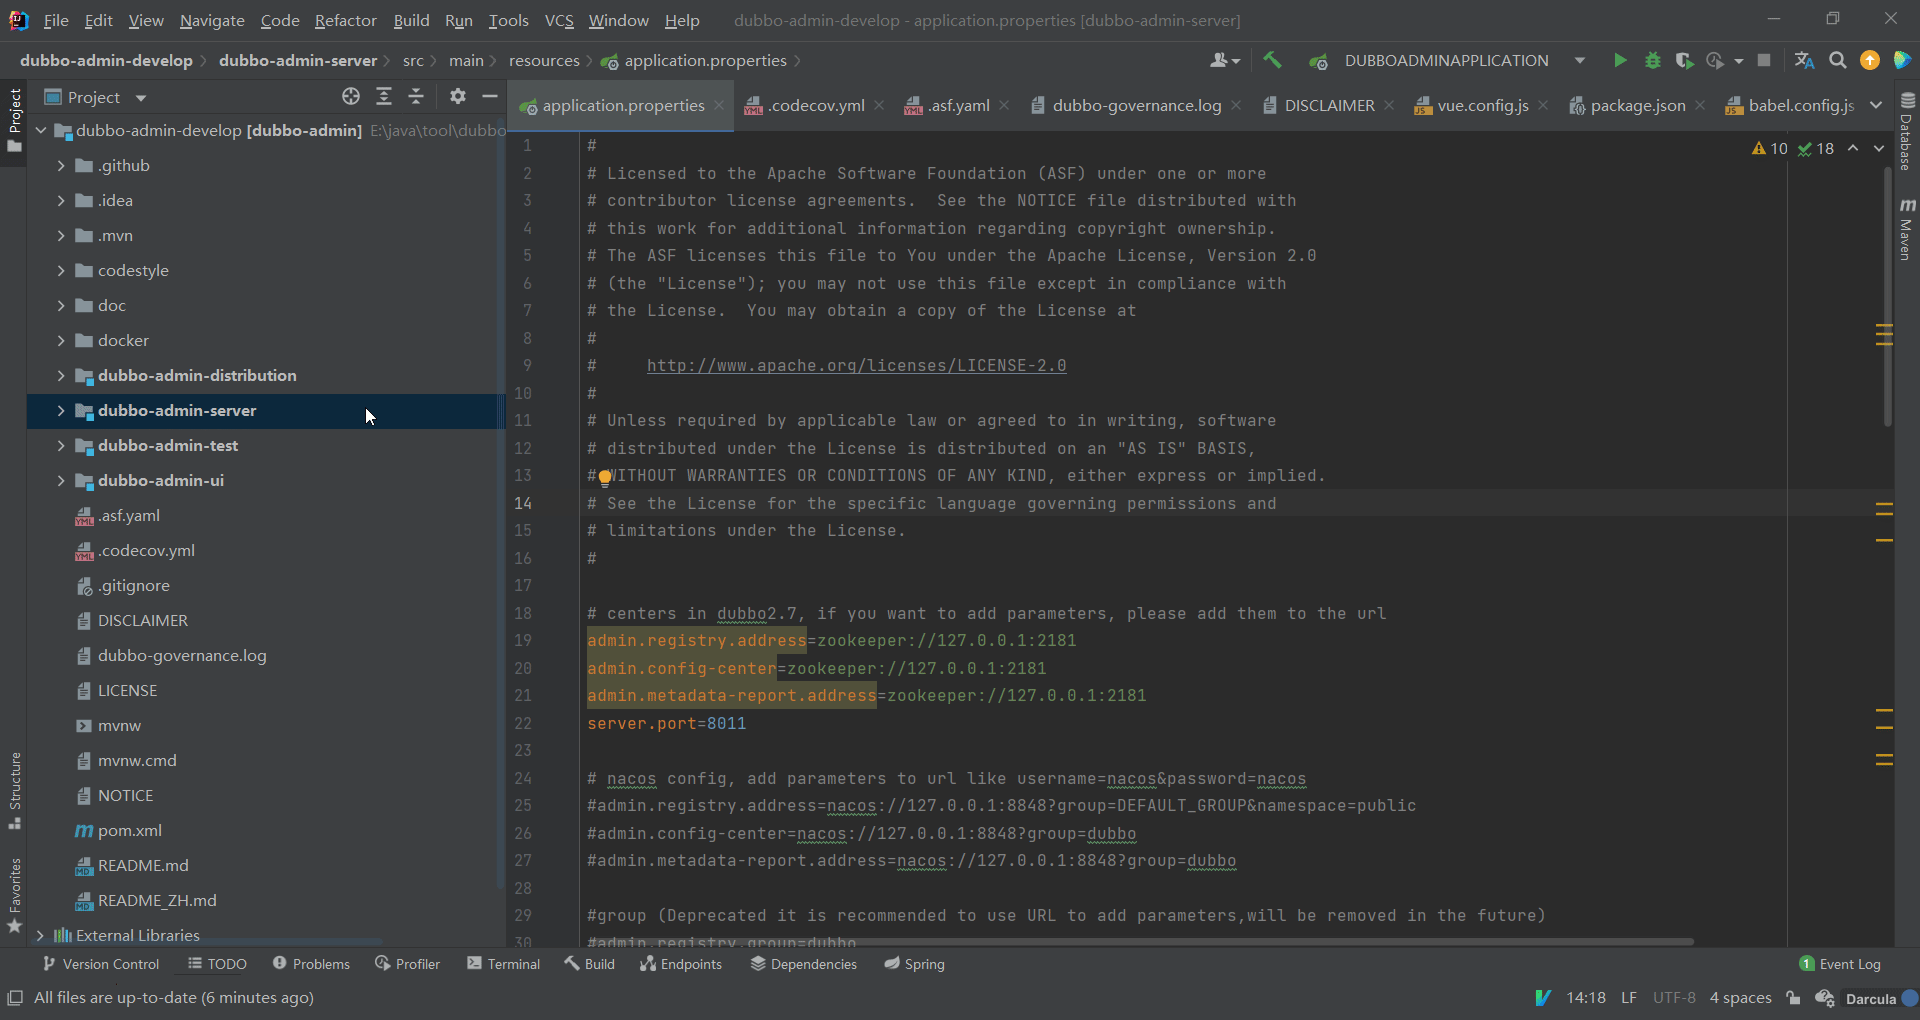 File Edit View Navigate Code Refactor Build Run Tools VCS Window Help dubbo-admin-develop - application.properties [dubbo-admin-server]
dubbo-admin-develop dubbo-admin-server src main resources application.properties DUBBOADMINAPPLICATION
Project
application.properties .codecov.yml .asf.yaml dubbo-governance.log DISCLAIMER vue.config.js package.json babel.config.js
Project
Structure
Favorites
dubbo-admin-develop [dubbo-admin] E:\java\tool\dubbo
.github
.idea
.mvn
codestyle
doc
docker
dubbo-admin-distribution
dubbo-admin-server
dubbo-admin-test
dubbo-admin-ui
.asf.yaml
.codecov.yml
.gitignore
DISCLAIMER
dubbo-governance.log
LICENSE
mvnw
mvnw.cmd
NOTICE
pom.xml
README.md
README_ZH.md
External Libraries
10 18
1 #
2 # Licensed to the Apache Software Foundation (ASF) under one or more
3 # contributor license agreements.  See the NOTICE file distributed with
4 # this work for additional information regarding copyright ownership.
5 # The ASF licenses this file to You under the Apache License, Version 2.0
6 # (the "License"); you may not use this file except in compliance with
7 # the License.  You may obtain a copy of the License at
8 #
9 #     http://www.apache.org/licenses/LICENSE-2.0
10 #
11 # Unless required by applicable law or agreed to in writing, software
12 # distributed under the License is distributed on an "AS IS" BASIS,
13 # WITHOUT WARRANTIES OR CONDITIONS OF ANY KIND, either express or implied.
14 # See the License for the specific language governing permissions and
15 # limitations under the License.
16 #
17
18 # centers in dubbo2.7, if you want to add parameters, please add them to the url
19 admin.registry.address=zookeeper://127.0.0.1:2181
20 admin.config-center=zookeeper://127.0.0.1:2181
21 admin.metadata-report.address=zookeeper://127.0.0.1:2181
22 server.port=8011
23
24 # nacos config, add parameters to url like username=nacos&password=nacos
25 #admin.registry.address=nacos://127.0.0.1:8848?group=DEFAULT_GROUP&namespace=public
26 #admin.config-center=nacos://127.0.0.1:8848?group=dubbo
27 #admin.metadata-report.address=nacos://127.0.0.1:8848?group=dubbo
28
29 #group (Deprecated it is recommended to use URL to add parameters,will be removed in the future)
30 #admin.registry.group=dubbo
Database
Maven
Version Control TODO Problems Profiler Terminal Build Endpoints Dependencies Spring 1 Event Log
All files are up-to-date (6 minutes ago) 14:18 LF UTF-8 4 spaces Darcula